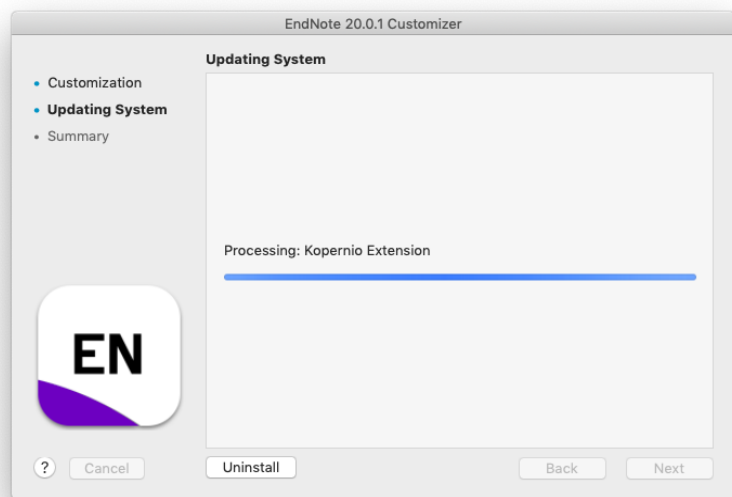 EndNote 20.0.1 Customizer
Customization
Updating System
Summary
Updating System
Processing: Kopernio Extension
EN
?
Cancel
Uninstall
Back
Next